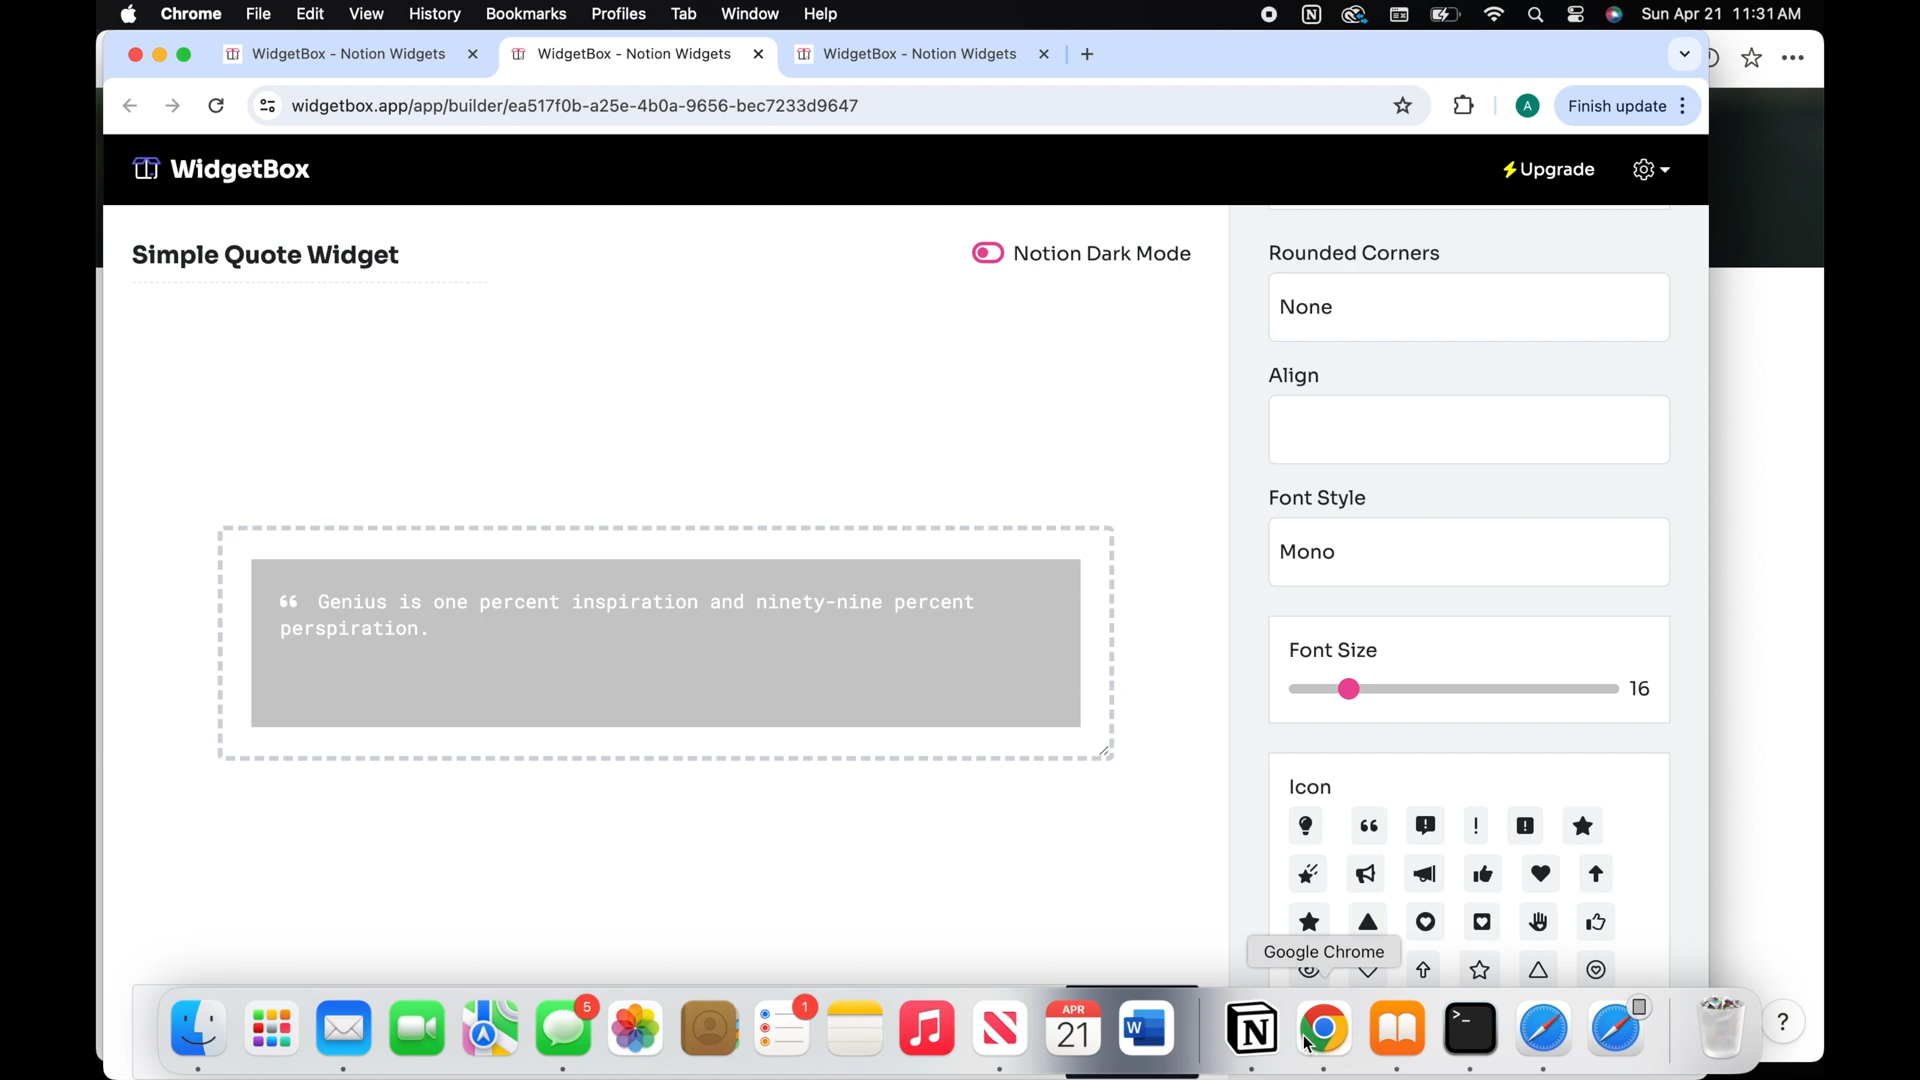 Chrome File Edit View History Bookmarks Profiles Tab Window Help Sun Apr 21 11:31 AM
WidgetBox - Notion Widgets WidgetBox - Notion Widgets WidgetBox - Notion Widgets
widgetbox.app/app/builder/ea517f0b-a25e-4b0a-9656-bec7233d9647 A Finish update
WidgetBox Upgrade
Simple Quote Widget Notion Dark Mode
Rounded Corners
None
Align
Font Style
Mono
“ Genius is one percent inspiration and ninety-nine percent
perspiration.
Font Size
16
Icon
Google Chrome
5
1
APR
21
W
N
>_
?